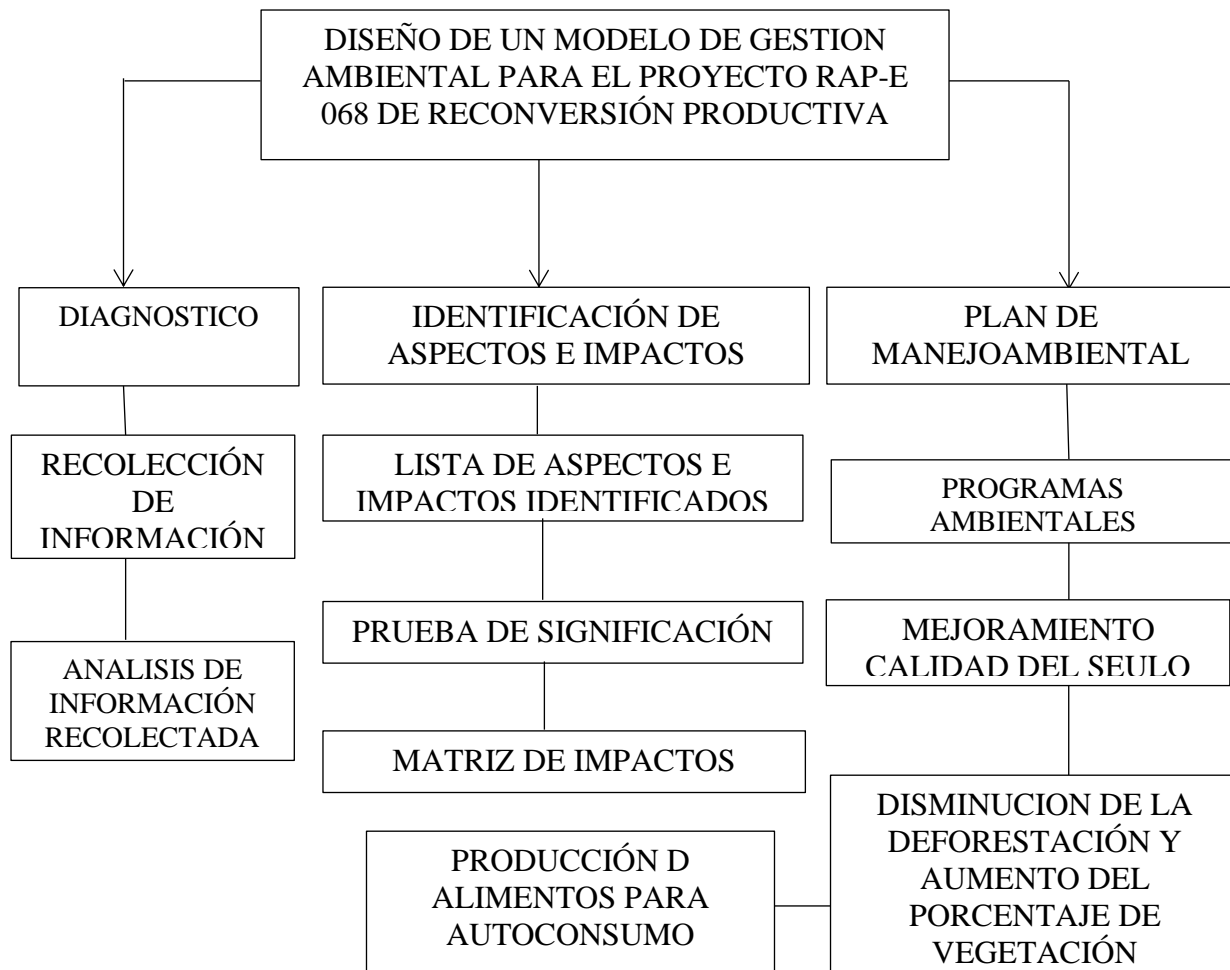 DISEÑO DE UN MODELO DE GESTION
AMBIENTAL PARA EL PROYECTO RAP-E
068 DE RECONVERSIÓN PRODUCTIVA
DIAGNOSTICO
IDENTIFICACIÓN DE
ASPECTOS E IMPACTOS
PLAN DE
MANEJOAMBIENTAL
RECOLECCIÓN
DE
INFORMACIÓN
LISTA DE ASPECTOS E
IMPACTOS IDENTIFICADOS
PROGRAMAS
AMBIENTALES
ANALISIS DE
INFORMACIÓN
RECOLECTADA
PRUEBA DE SIGNIFICACIÓN
MEJORAMIENTO
CALIDAD DEL SEULO
MATRIZ DE IMPACTOS
DISMINUCION DE LA
DEFORESTACIÓN Y
AUMENTO DEL
PORCENTAJE DE
VEGETACIÓN
PRODUCCIÓN D
ALIMENTOS PARA
AUTOCONSUMO